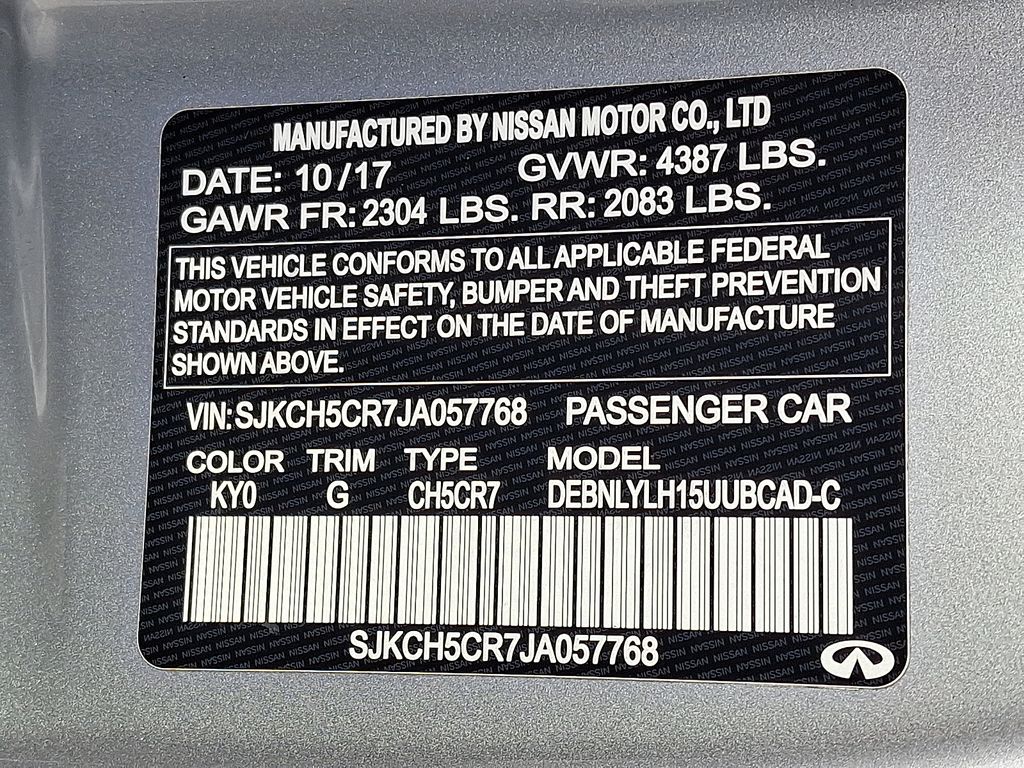 MANUFACTURED BY NISSAN MOTOR CO., LTD
DATE: 10/17 GVWR: 4387 LBS.
GAWR FR: 2304 LBS. RR: 2083 LBS.
THIS VEHICLE CONFORMS TO ALL APPLICABLE FEDERAL
MOTOR VEHICLE SAFETY, BUMPER AND THEFT PREVENTION
STANDARDS IN EFFECT ON THE DATE OF MANUFACTURE
SHOWN ABOVE.
VIN: SJKCH5CR7JA057768 PASSENGER CAR
COLOR TRIM TYPE MODEL
KY0 G CH5CR7 DEBNLYLH15UUBCAD-C
SJKCH5CR7JA057768